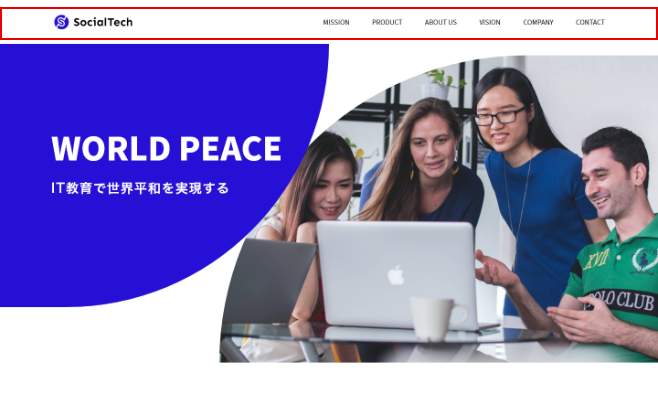 SocialTech
MISSION PRODUCT ABOUT US VISION COMPANY CONTACT
WORLD PEACE
IT教育で世界平和を実現する
XVII
POLO CLUB